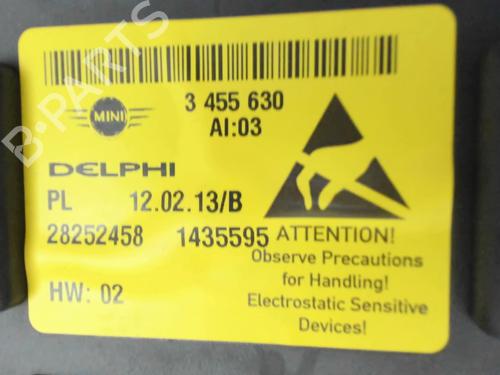 3 455 630
MINI
AI:03
DELPHI
PL 12.02.13/B
28252458 1435595
HW: 02
ATTENTION!
Observe Precautions
for Handling!
Electrostatic Sensitive
Devices!
B-PARTS